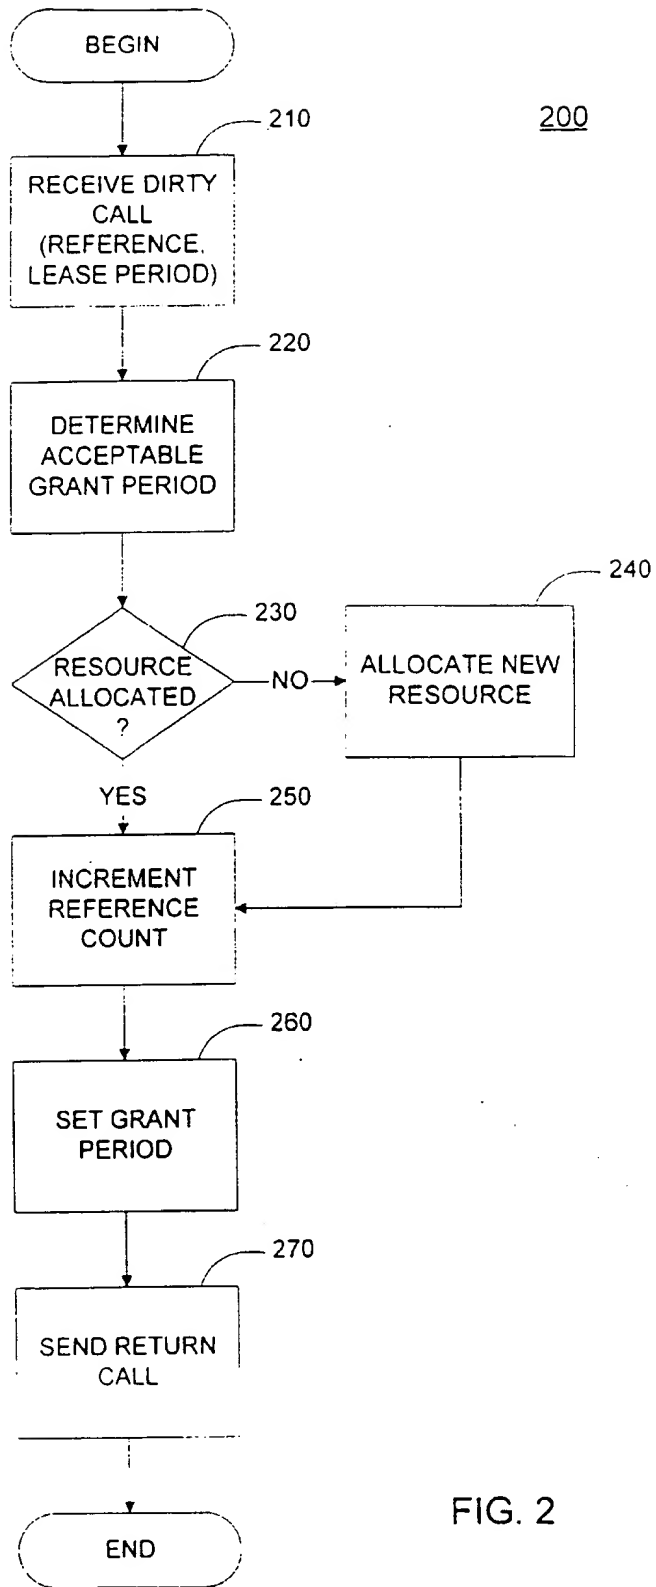 BEGIN
200
210
RECEIVE DIRTY
CALL
(REFERENCE,
LEASE PERIOD)
220
DETERMINE
ACCEPTABLE
GRANT PERIOD
230
RESOURCE
ALLOCATED
?
NO
240
ALLOCATE NEW
RESOURCE
YES
250
INCREMENT
REFERENCE
COUNT
260
SET GRANT
PERIOD
270
SEND RETURN
CALL
END
FIG. 2